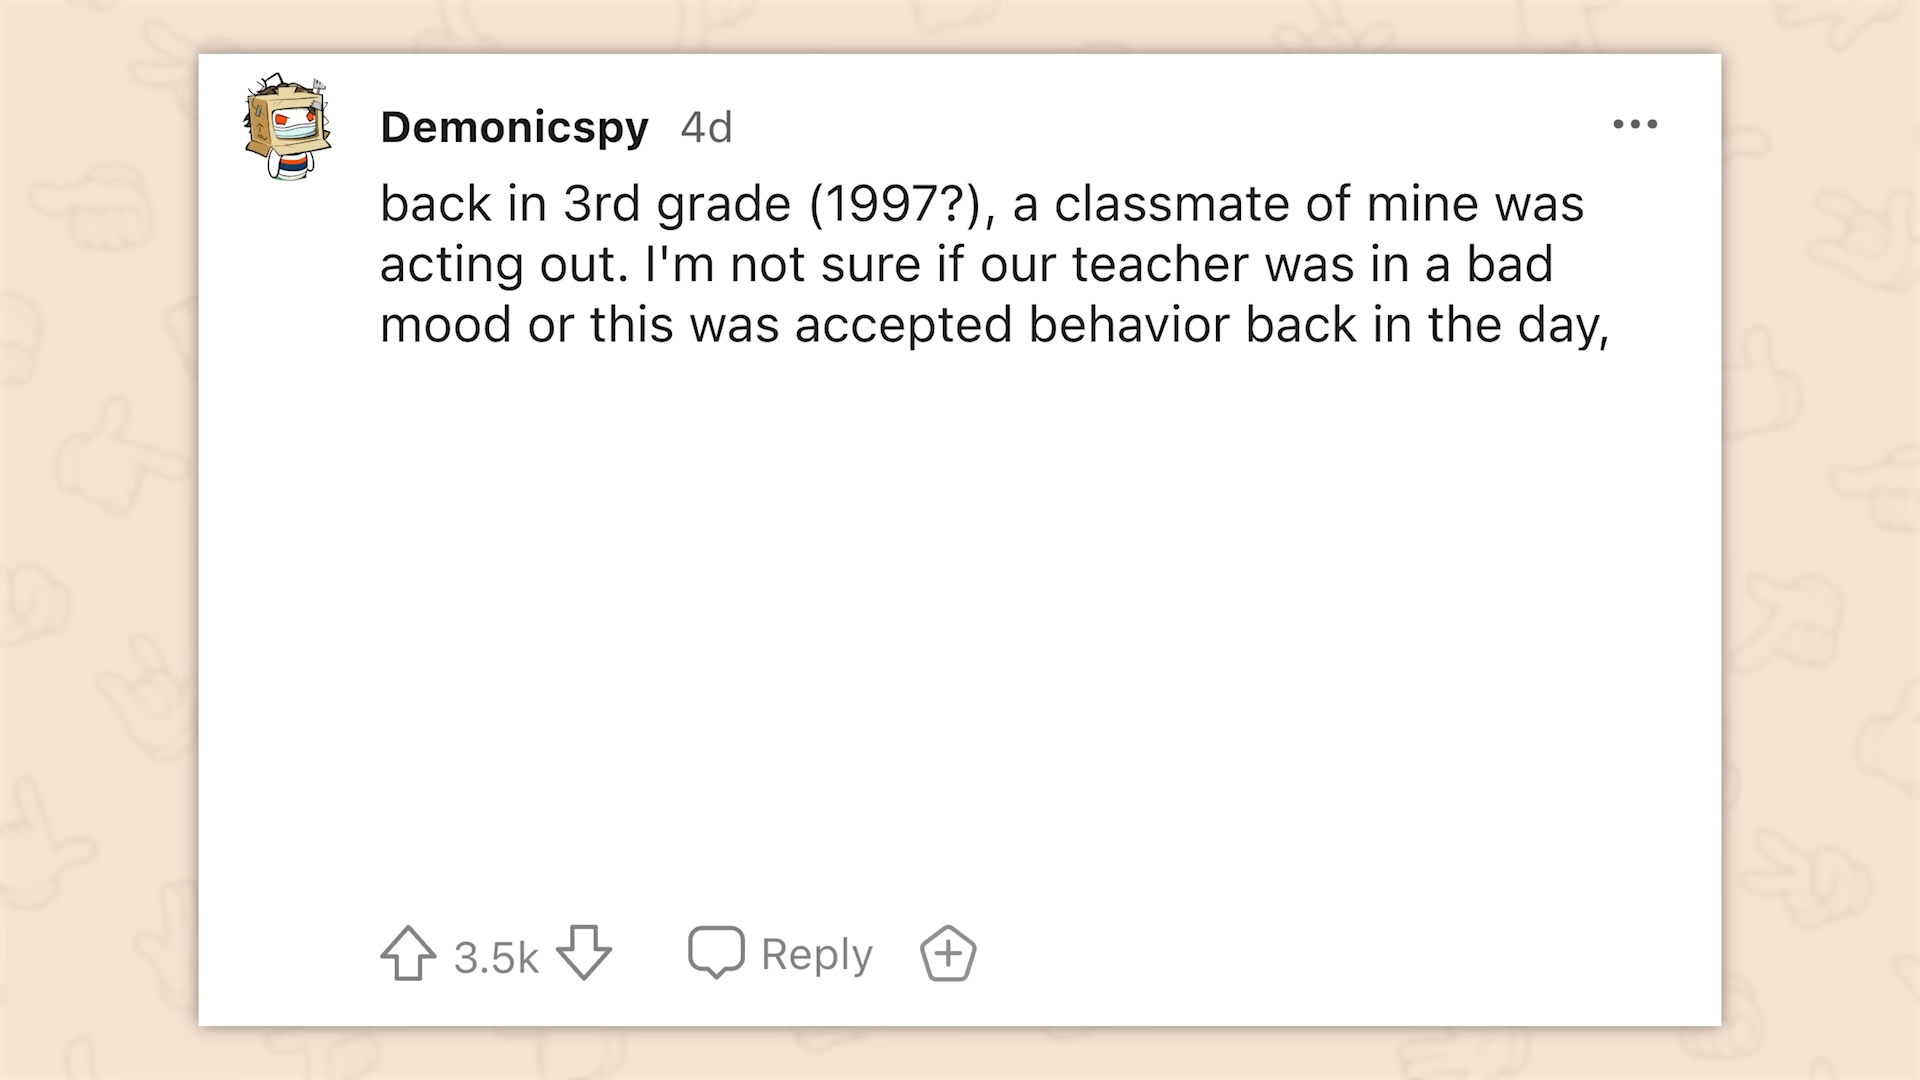 Demonicspy 4d
back in 3rd grade (1997?), a classmate of mine was
acting out. I'm not sure if our teacher was in a bad
mood or this was accepted behavior back in the day,
3.5k Reply